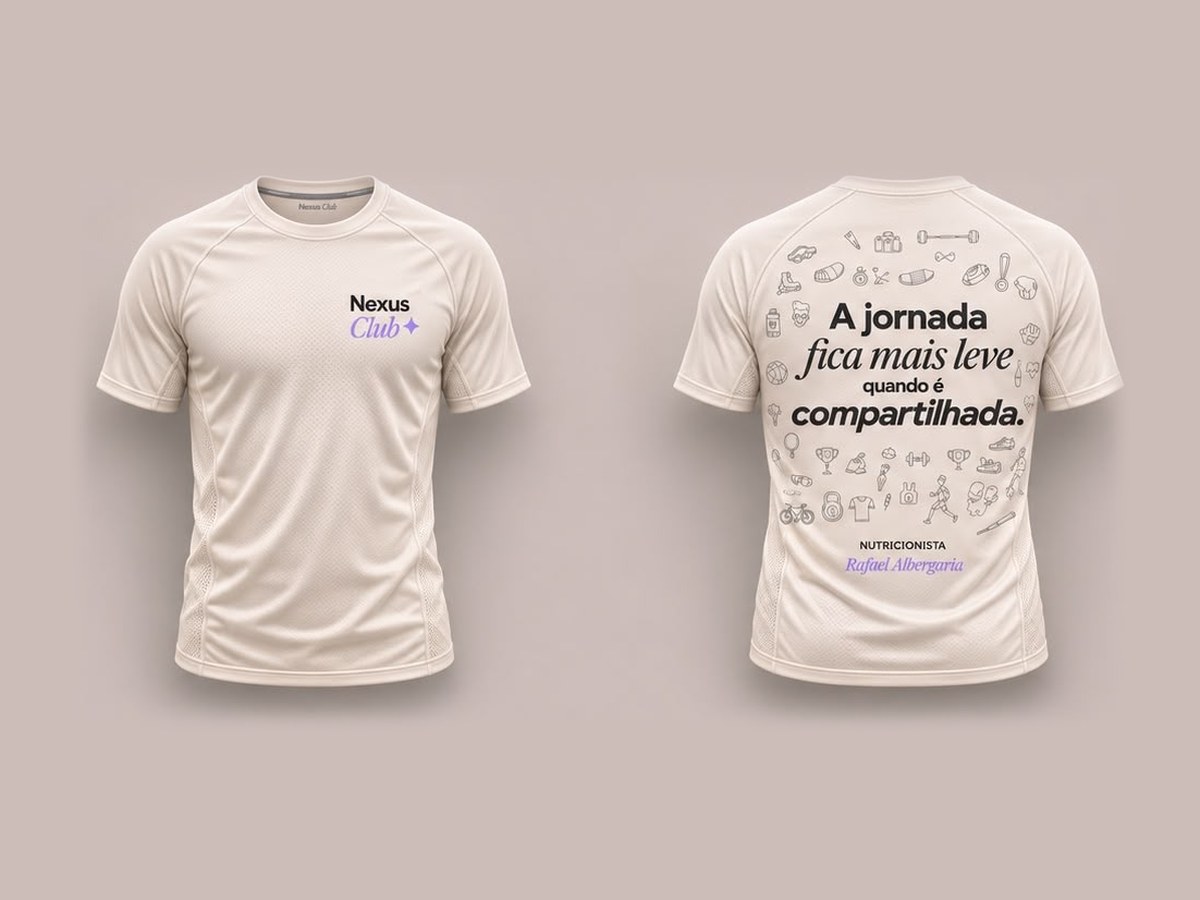 Nexus Club
Nexus
Club
A jornada
fica mais leve
quando é
compartilhada.
NUTRICIONISTA
Rafael Albergaria